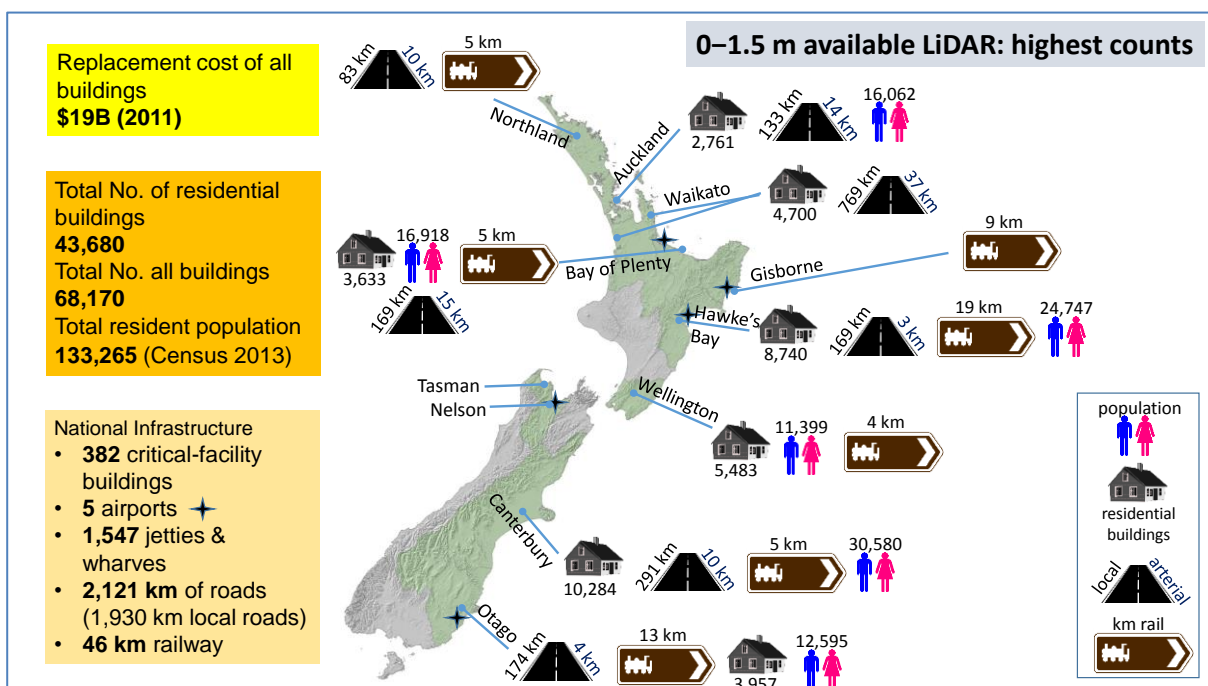 0–1.5 m available LiDAR: highest counts
Replacement cost of all
buildings
$19B (2011)
Total No. of residential
buildings
43,680
Total No. all buildings
68,170
Total resident population
133,265 (Census 2013)
National Infrastructure
• 382 critical-facility
buildings
• 5 airports
• 1,547 jetties &
wharves
• 2,121 km of roads
(1,930 km local roads)
• 46 km railway
83 km
10 km
5 km
Northland
Auckland
2,761
133 km
14 km
16,062
Waikato
4,700
769 km
37 km
3,633
16,918
5 km
169 km
15 km
Bay of Plenty
Gisborne
9 km
Hawke's
Bay
8,740
169 km
3 km
19 km
24,747
Tasman
Nelson
Wellington
5,483
11,399
4 km
Canterbury
10,284
291 km
10 km
5 km
30,580
Otago
174 km
4 km
13 km
3,957
12,595
population
residential
buildings
local
arterial
km rail